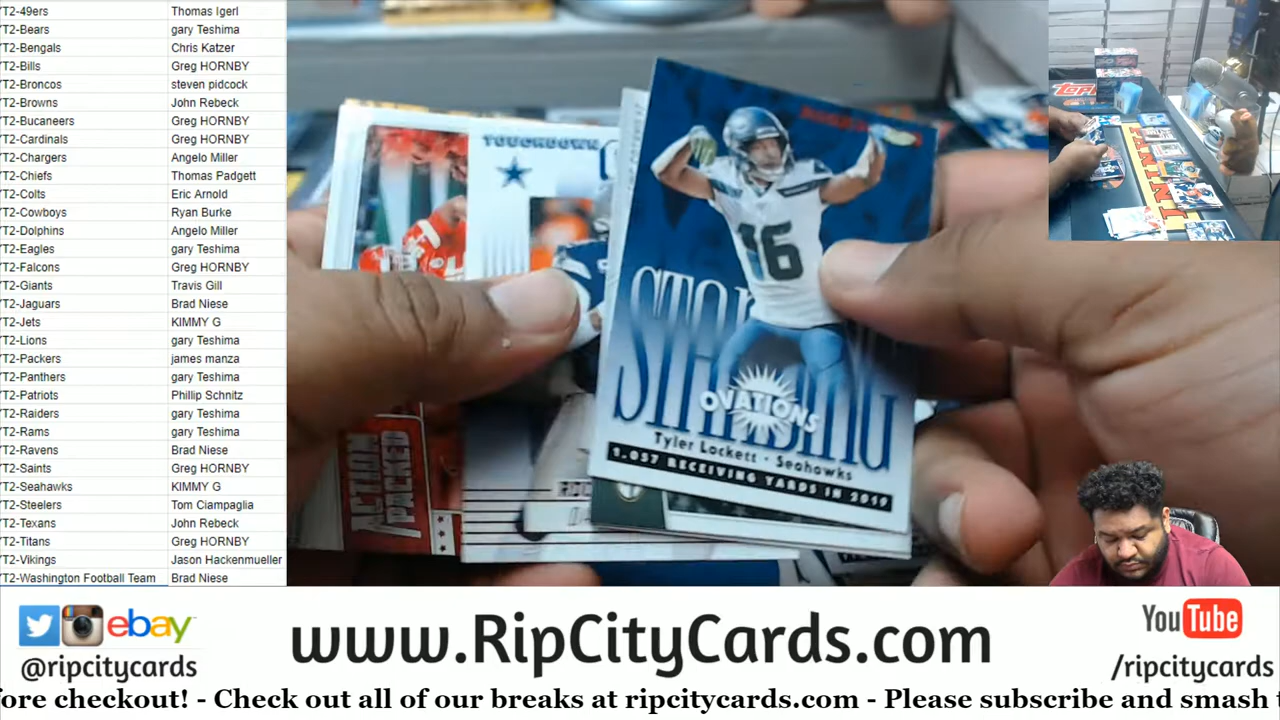 T2-49ers Thomas Igerl
T2-Bears gary Teshima
T2-Bengals Chris Katzer
T2-Bills Greg HORNBY
T2-Broncos steven pidcock
T2-Browns John Rebeck
T2-Bucaneers Greg HORNBY
T2-Cardinals Greg HORNBY
T2-Chargers Angelo Miller
T2-Chiefs Thomas Padgett
T2-Colts Eric Arnold
T2-Cowboys Ryan Burke
T2-Dolphins Angelo Miller
T2-Eagles gary Teshima
T2-Falcons Greg HORNBY
T2-Giants Travis Gill
T2-Jaguars Brad Niese
T2-Jets KIMMY G
T2-Lions gary Teshima
T2-Packers james manza
T2-Panthers gary Teshima
T2-Patriots Phillip Schnitz
T2-Raiders gary Teshima
T2-Rams gary Teshima
T2-Ravens Brad Niese
T2-Saints Greg HORNBY
T2-Seahawks KIMMY G
T2-Steelers Tom Ciampaglia
T2-Texans John Rebeck
T2-Titans Greg HORNBY
T2-Vikings Jason Hackenmueller
T2-Washington Football Team Brad Niese
TOUCHDOWN
ACTION
PACKED
16
STANDING
OVATIONS
Tyler Lockett · Seahawks
1,057 RECEIVING YARDS IN 2019
PANINI
ebay
@ripcitycards
www.RipCityCards.com
YouTube
/ripcitycards
fore checkout! - Check out all of our breaks at ripcitycards.com - Please subscribe and smash